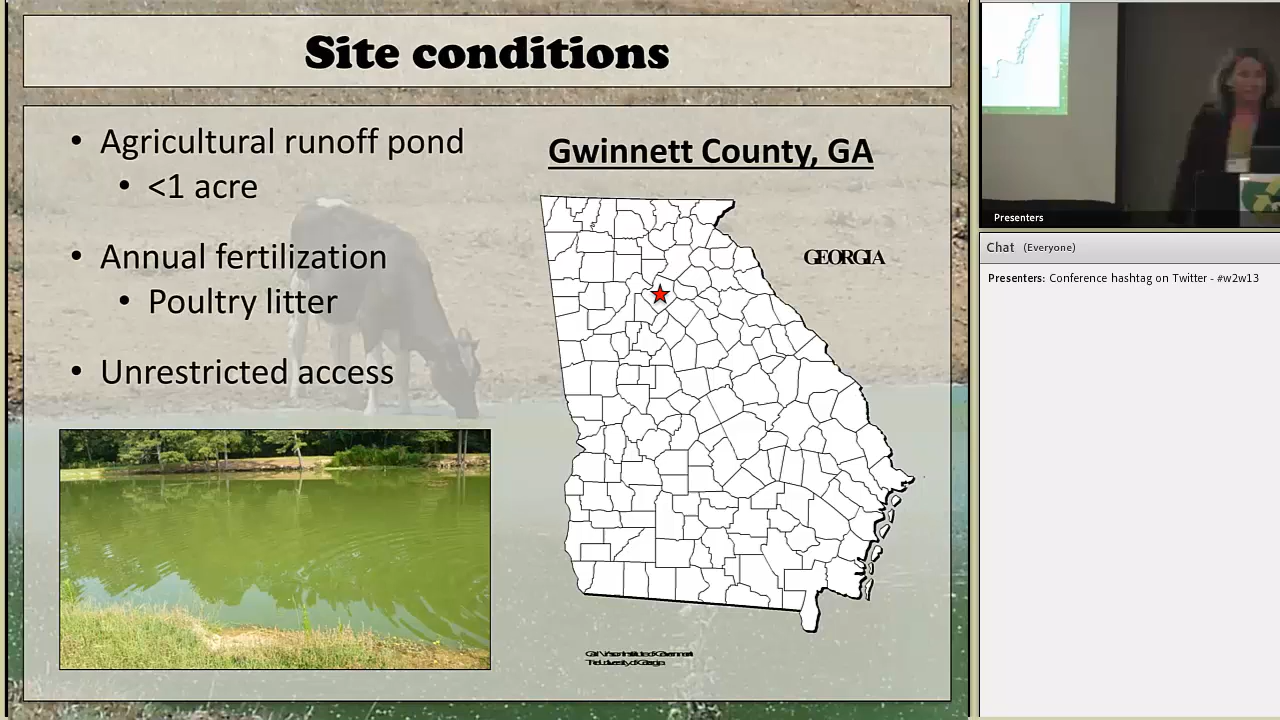 Site conditions
• Agricultural runoff pond
• <1 acre
• Annual fertilization
• Poultry litter
• Unrestricted access
Gwinnett County, GA
GEORGIA
Presenters
Chat (Everyone)
Presenters: Conference hashtag on Twitter - #w2w13